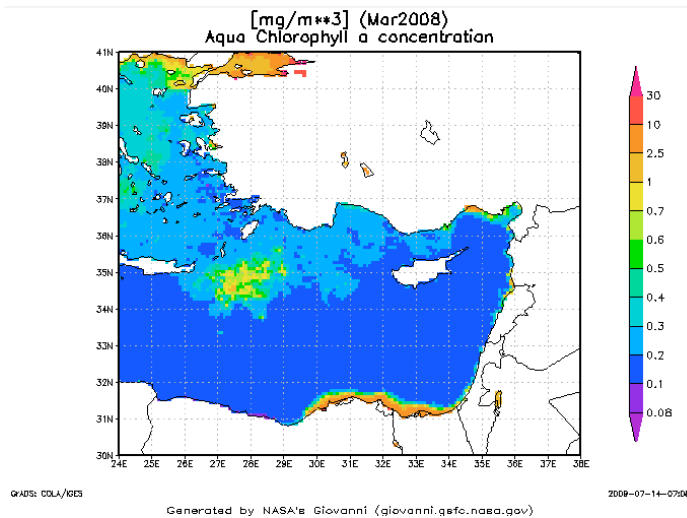 [mg/m**3] (Mar2008)
Aqua Chlorophyll a concentration
41N
40N
39N
38N
37N
36N
35N
34N
33N
32N
31N
30N
24E 25E 26E 27E 28E 29E 30E 31E 32E 33E 34E 35E 36E 37E 38E
30
10
2.5
1
0.7
0.6
0.5
0.4
0.3
0.2
0.1
0.08
GrADS: COLA/IGES
Generated by NASA's Giovanni (giovanni.gsfc.nasa.gov)